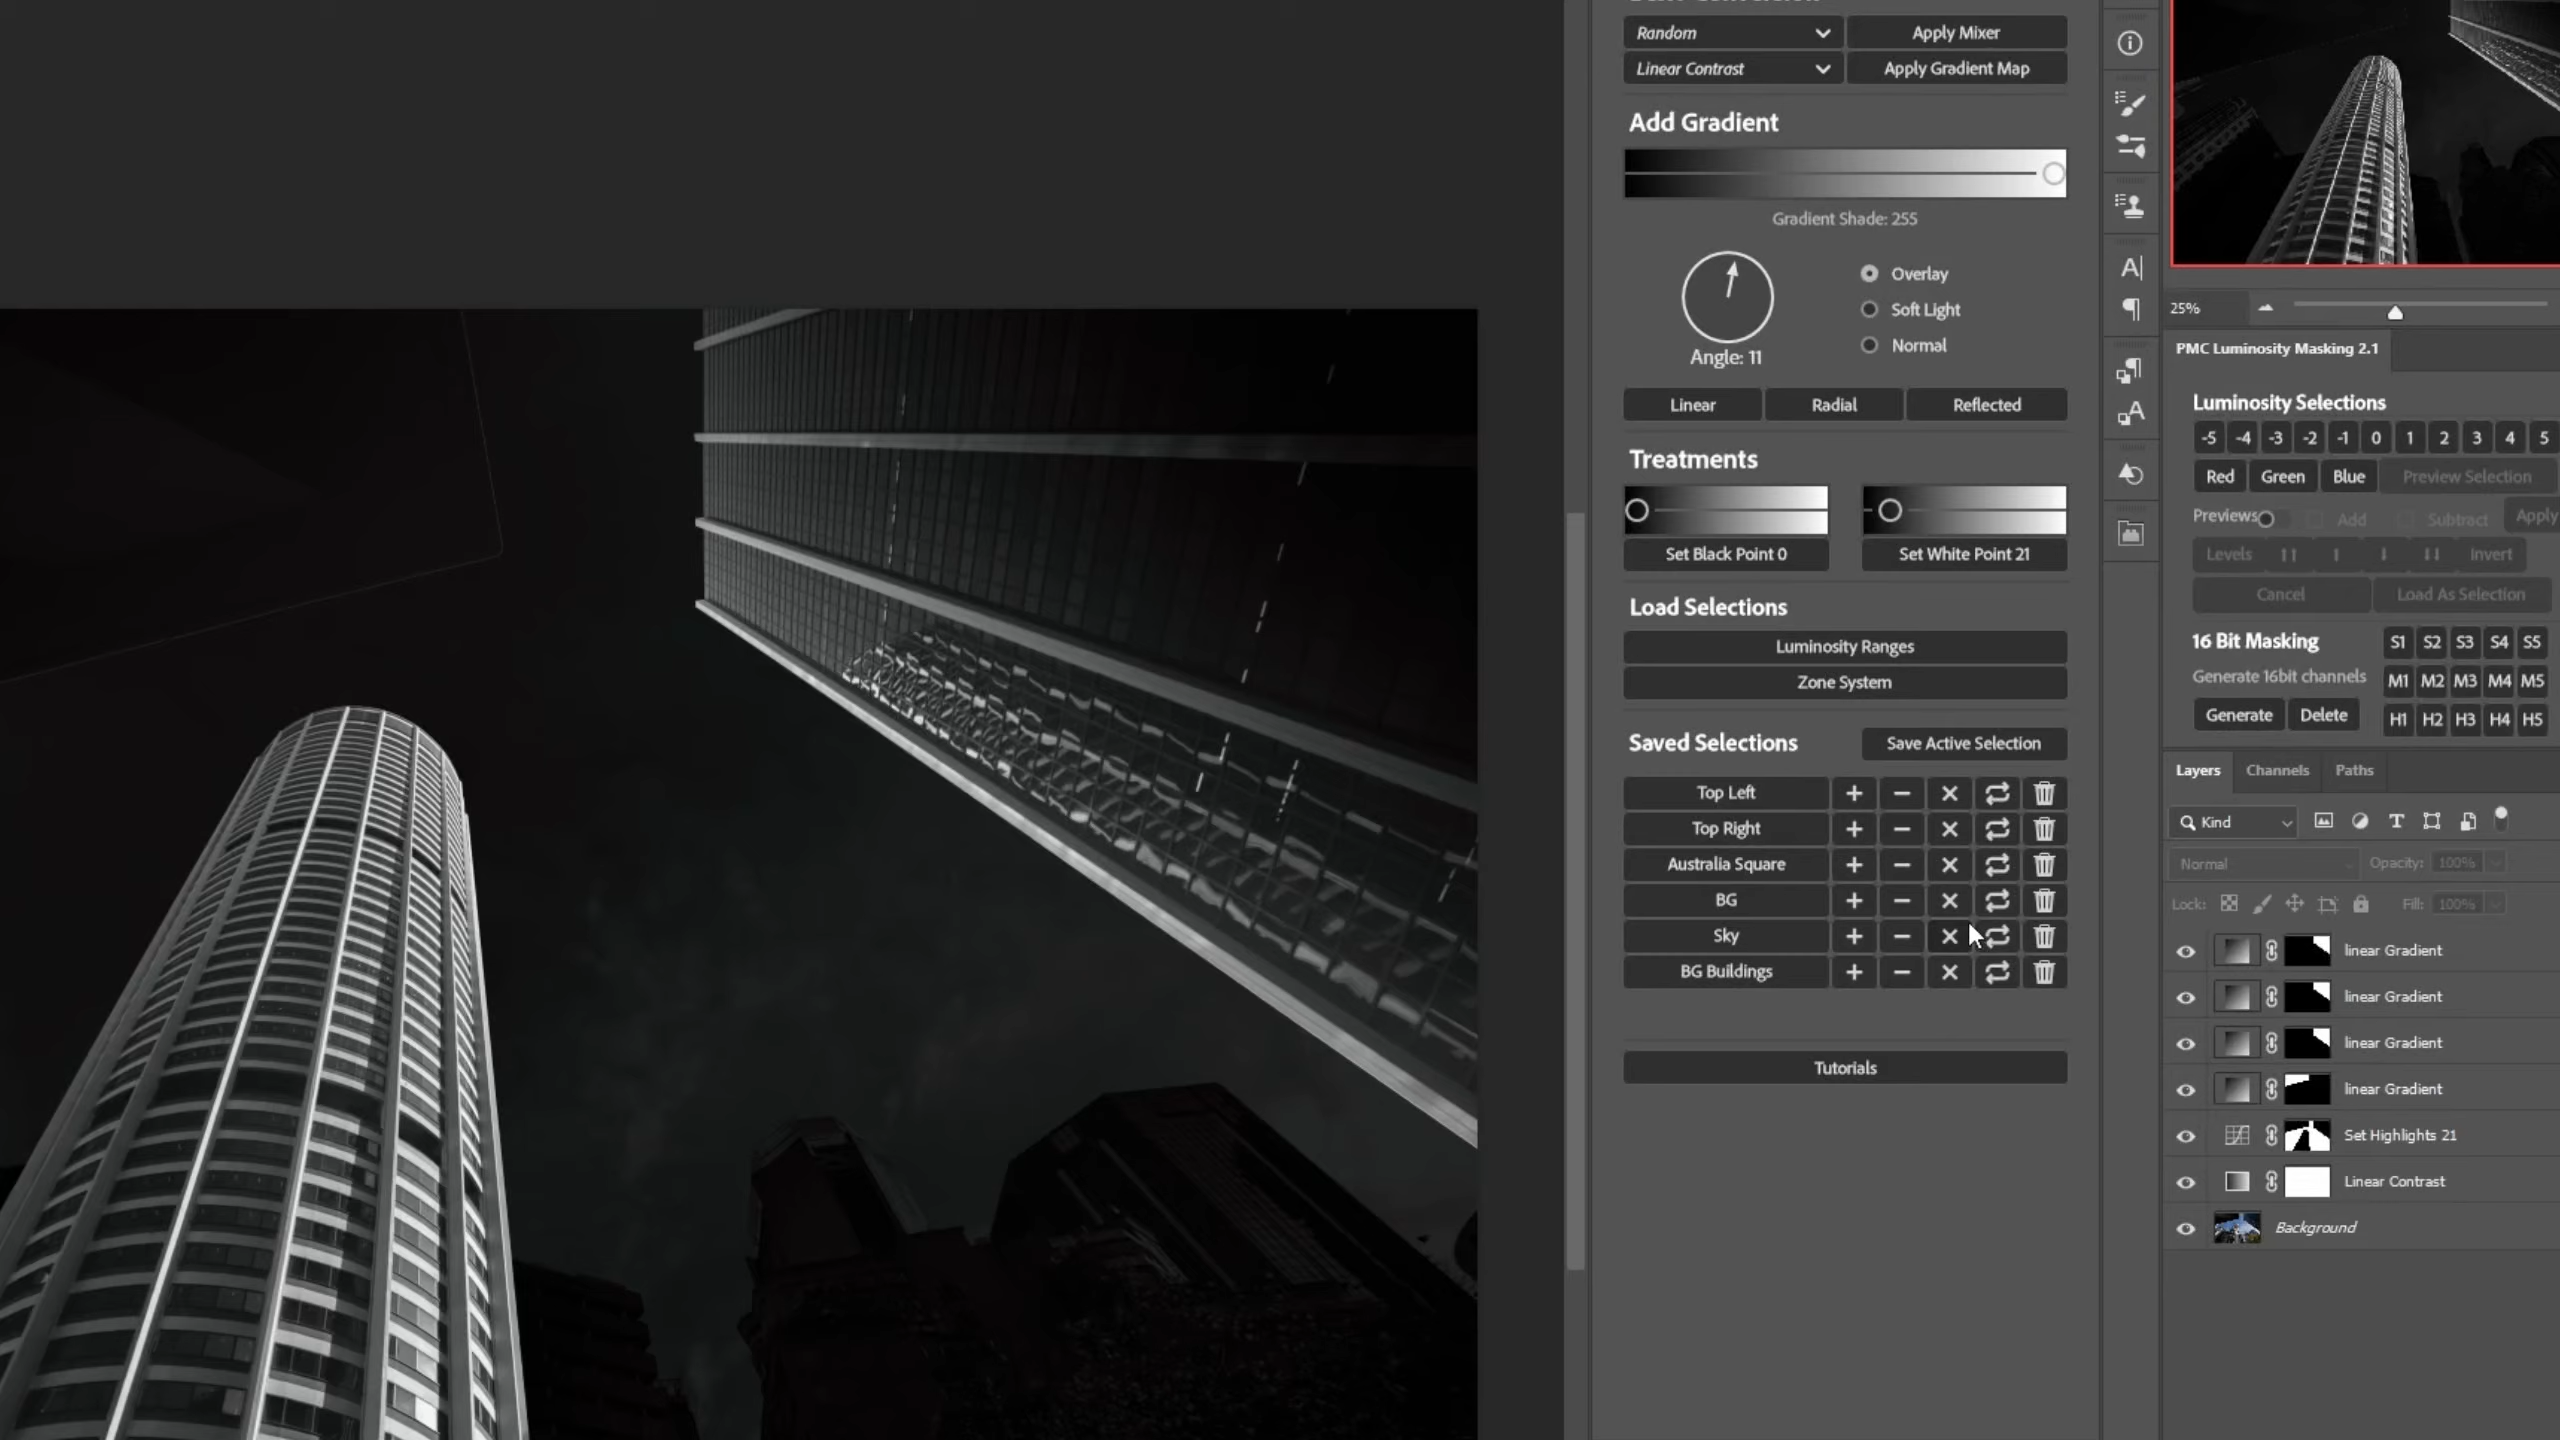 Random
Apply Mixer
Linear Contrast
Apply Gradient Map
Add Gradient
Gradient Shade: 255
Overlay
Soft Light
Normal
Angle: 11
Linear
Radial
Reflected
Treatments
Set Black Point 0
Set White Point 21
Load Selections
Luminosity Ranges
Zone System
Saved Selections
Save Active Selection
Top Left
Top Right
Australia Square
BG
Sky
BG Buildings
Tutorials
25%
PMC Luminosity Masking 2.1
Luminosity Selections
-5 -4 -3 -2 -1 0 1 2 3 4 5
Red Green Blue Preview Selection
Previews Add Subtract Apply
Levels Invert
Cancel Load As Selection
16 Bit Masking
S1 S2 S3 S4 S5
Generate 16bit channels
M1 M2 M3 M4 M5
Generate Delete
H1 H2 H3 H4 H5
Layers Channels Paths
Kind
Normal Opacity: 100%
Lock: Fill: 100%
linear Gradient
linear Gradient
linear Gradient
linear Gradient
Set Highlights 21
Linear Contrast
Background